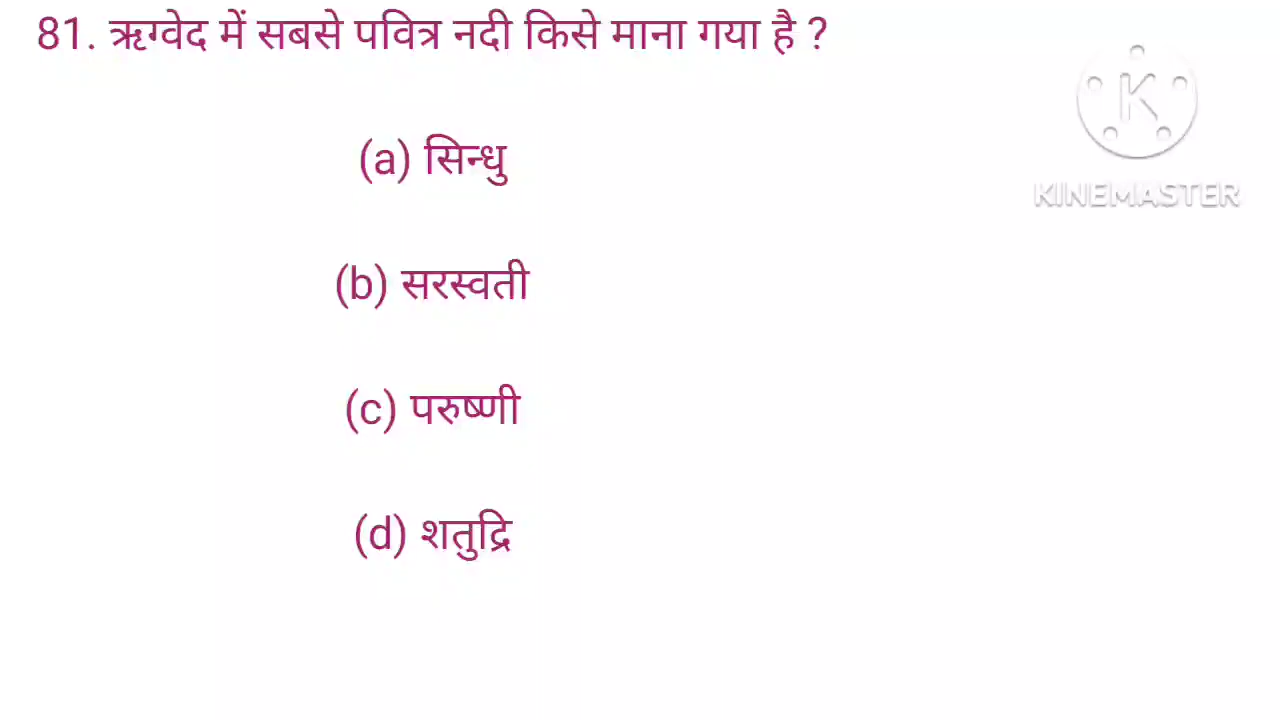 81. ऋग्वेद में सबसे पवित्र नदी किसे माना गया है ?
(a) सिन्धु
(b) सरस्वती
(c) परुष्णी
(d) शतुद्रि
K
KINEMASTER